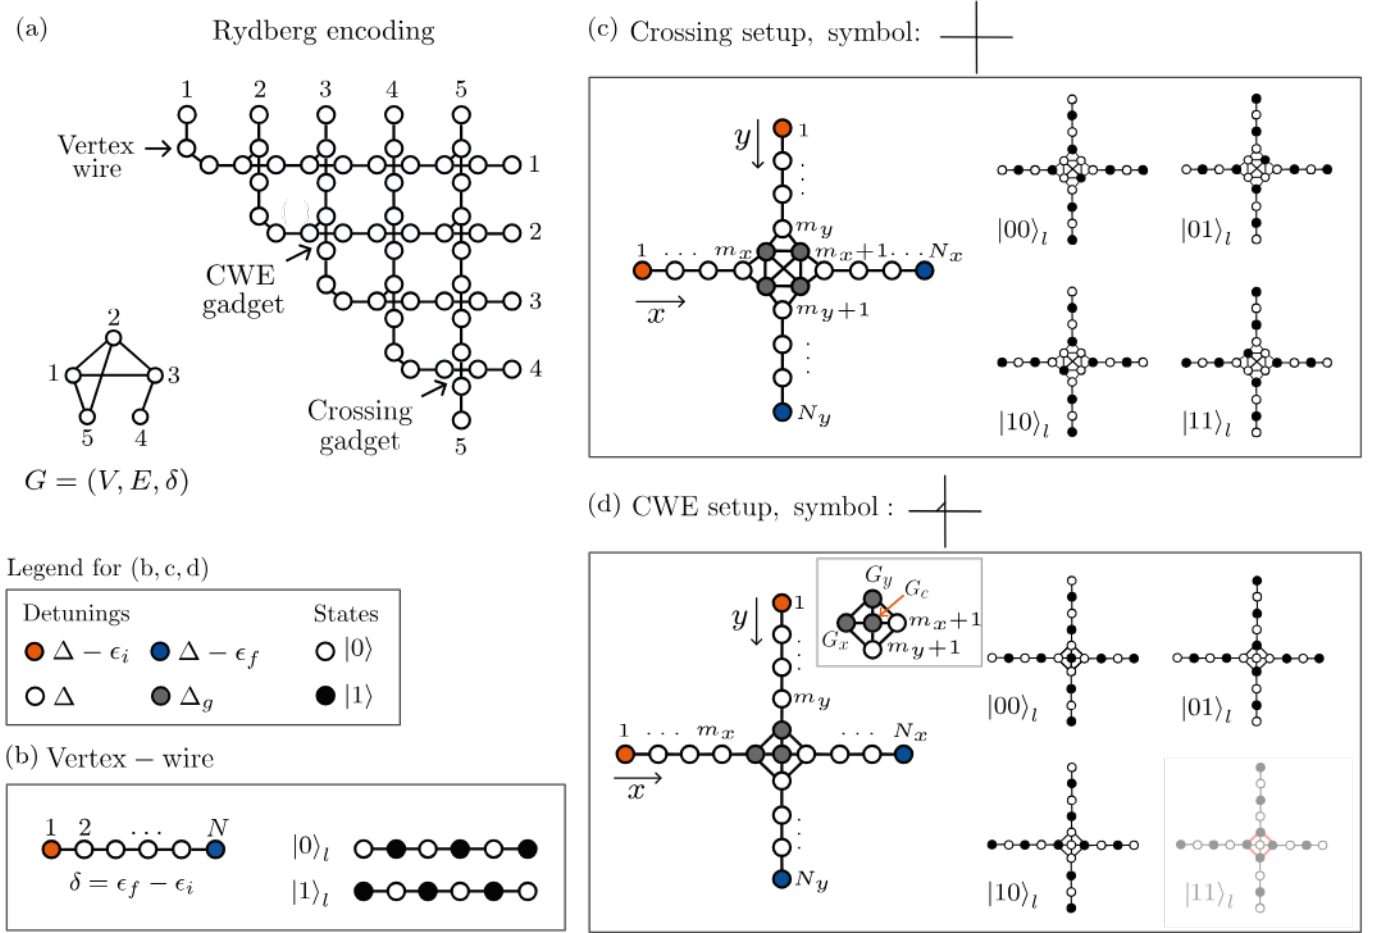 (a) Rydberg encoding
1 2 3 4 5
Vertex
wire
1
2
CWE
gadget
3
4
Crossing
gadget
5
2
1 3
5 4
G = (V, E, δ)
Legend for (b, c, d)
Detunings States
Δ − ϵ_i Δ − ϵ_f |0⟩
Δ Δ_g |1⟩
(b) Vertex − wire
1 2 ... N
δ = ϵ_f − ϵ_i
|0⟩_l
|1⟩_l
(c) Crossing setup, symbol:
y 1
⋮
m_y
1 ... m_x m_x+1 ... N_x
x
m_y+1
⋮
N_y
|00⟩_l |01⟩_l
|10⟩_l |11⟩_l
(d) CWE setup, symbol :
G_y G_c
G_x m_x+1
m_y+1
y 1
⋮
m_y
1 ... m_x ... N_x
x
⋮
N_y
|00⟩_l |01⟩_l
|10⟩_l |11⟩_l